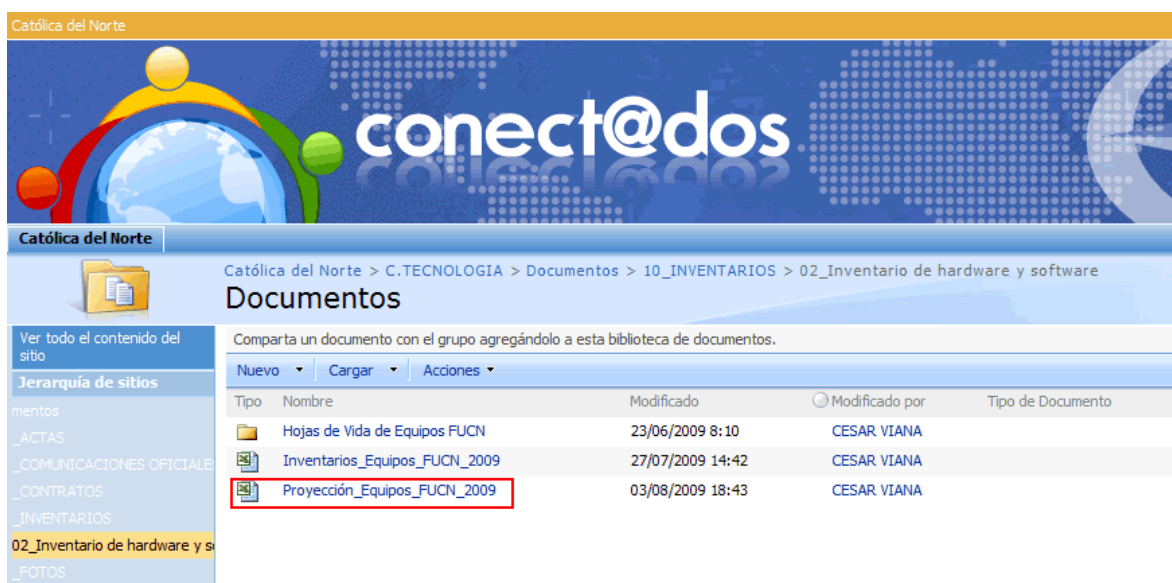 Católica del Norte
conect@dos
Católica del Norte
Católica del Norte > C.TECNOLOGIA > Documentos > 10_INVENTARIOS > 02_Inventario de hardware y software
Documentos
Ver todo el contenido del
sitio
Comparta un documento con el grupo agregándolo a esta biblioteca de documentos.
Nuevo Cargar Acciones
Jerarquía de sitios
Tipo Nombre Modificado Modificado por Tipo de Documento
mentos
_ACTAS
_COMUNICACIONES OFICIALE
_CONTRATOS
_INVENTARIOS
02_Inventario de hardware y s
_FOTOS
Hojas de Vida de Equipos FUCN 23/06/2009 8:10 CESAR VIANA
Inventarios_Equipos_FUCN_2009 27/07/2009 14:42 CESAR VIANA
Proyección_Equipos_FUCN_2009 03/08/2009 18:43 CESAR VIANA